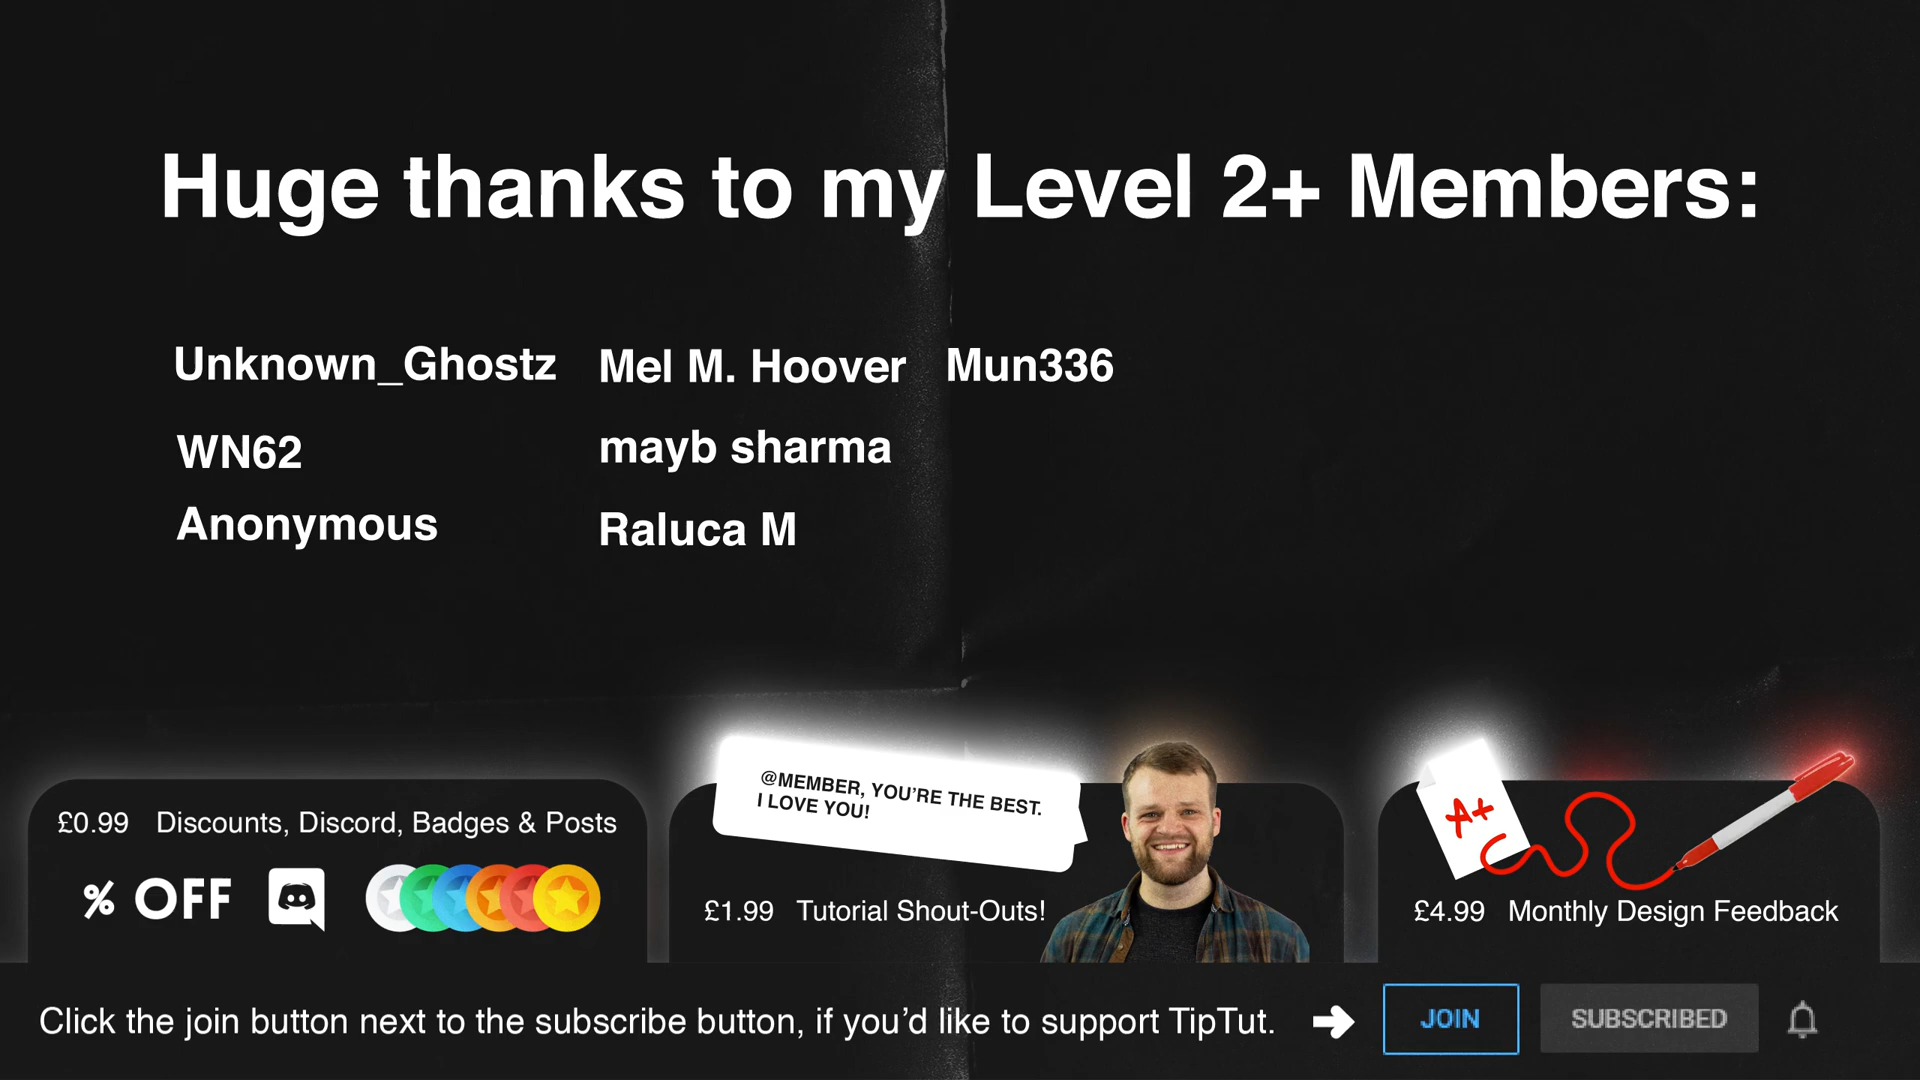 Huge thanks to my Level 2+ Members:
Unknown_Ghostz
Mel M. Hoover
Mun336
WN62
mayb sharma
Anonymous
Raluca M
£0.99 Discounts, Discord, Badges & Posts
% OFF
@MEMBER, YOU’RE THE BEST.
I LOVE YOU!
£1.99 Tutorial Shout-Outs!
A+
£4.99 Monthly Design Feedback
Click the join button next to the subscribe button, if you’d like to support TipTut.
JOIN
SUBSCRIBED